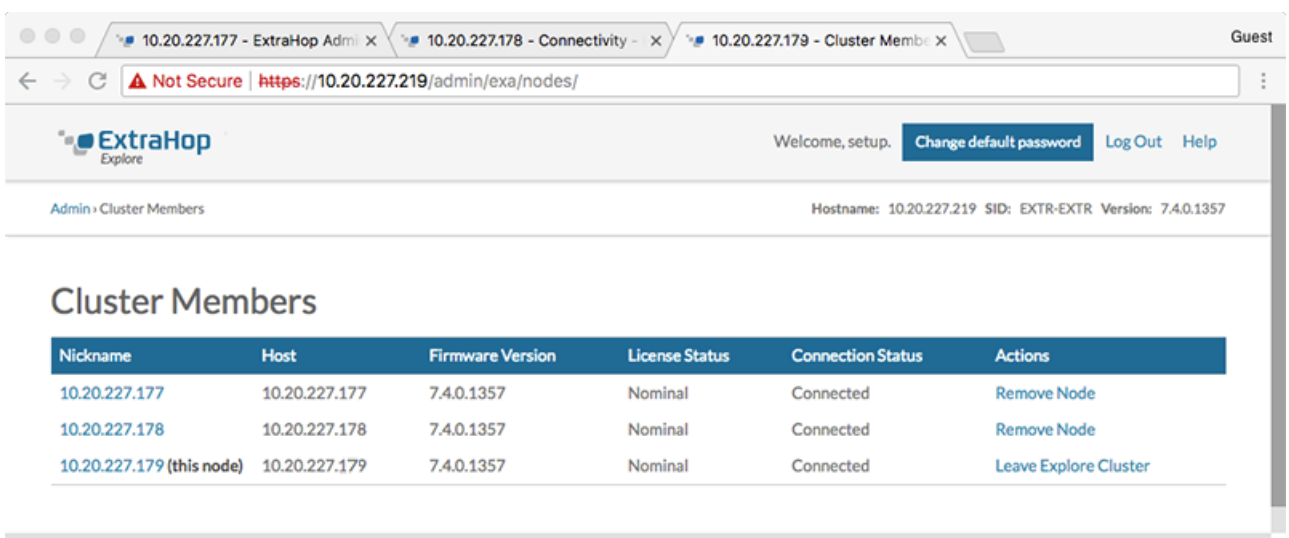 10.20.227.177 - ExtraHop Admi 10.20.227.178 - Connectivity - 10.20.227.179 - Cluster Membe Guest
Not Secure | https://10.20.227.219/admin/exa/nodes/
ExtraHop
Explore
Welcome, setup. Change default password Log Out Help
Admin › Cluster Members Hostname: 10.20.227.219 SID: EXTR-EXTR Version: 7.4.0.1357
Cluster Members
Nickname Host Firmware Version License Status Connection Status Actions
10.20.227.177 10.20.227.177 7.4.0.1357 Nominal Connected Remove Node
10.20.227.178 10.20.227.178 7.4.0.1357 Nominal Connected Remove Node
10.20.227.179 (this node) 10.20.227.179 7.4.0.1357 Nominal Connected Leave Explore Cluster